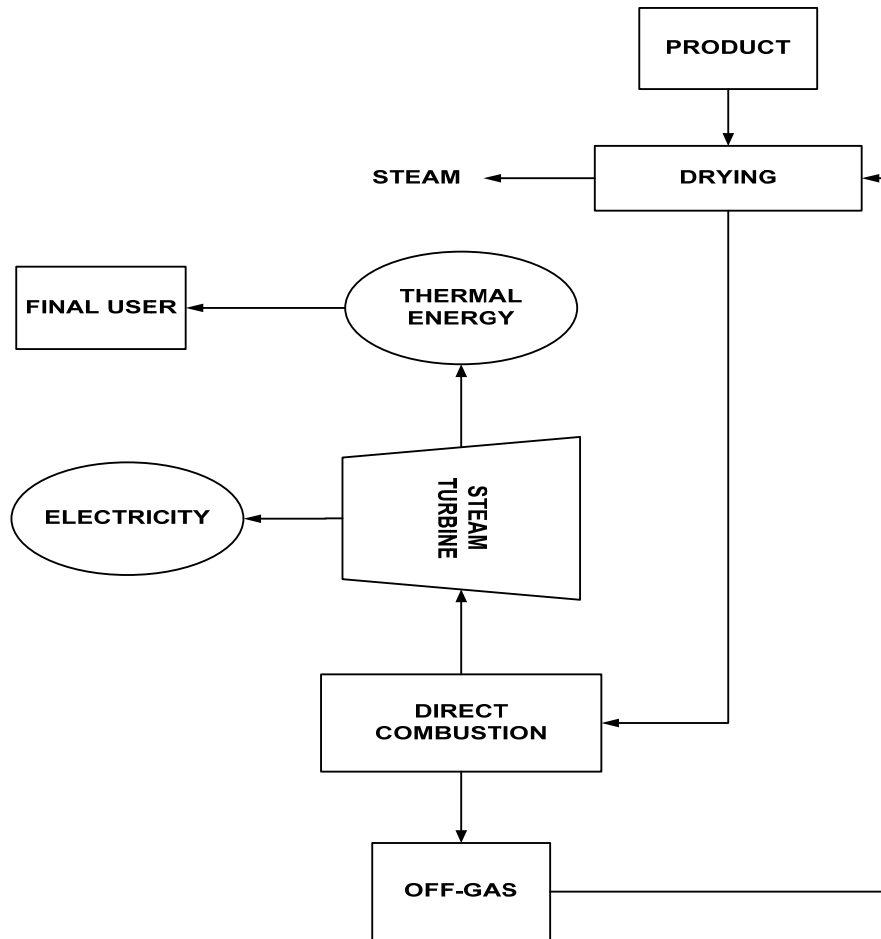 PRODUCT
STEAM
DRYING
THERMAL
ENERGY
FINAL USER
STEAM
TURBINE
ELECTRICITY
DIRECT
COMBUSTION
OFF-GAS